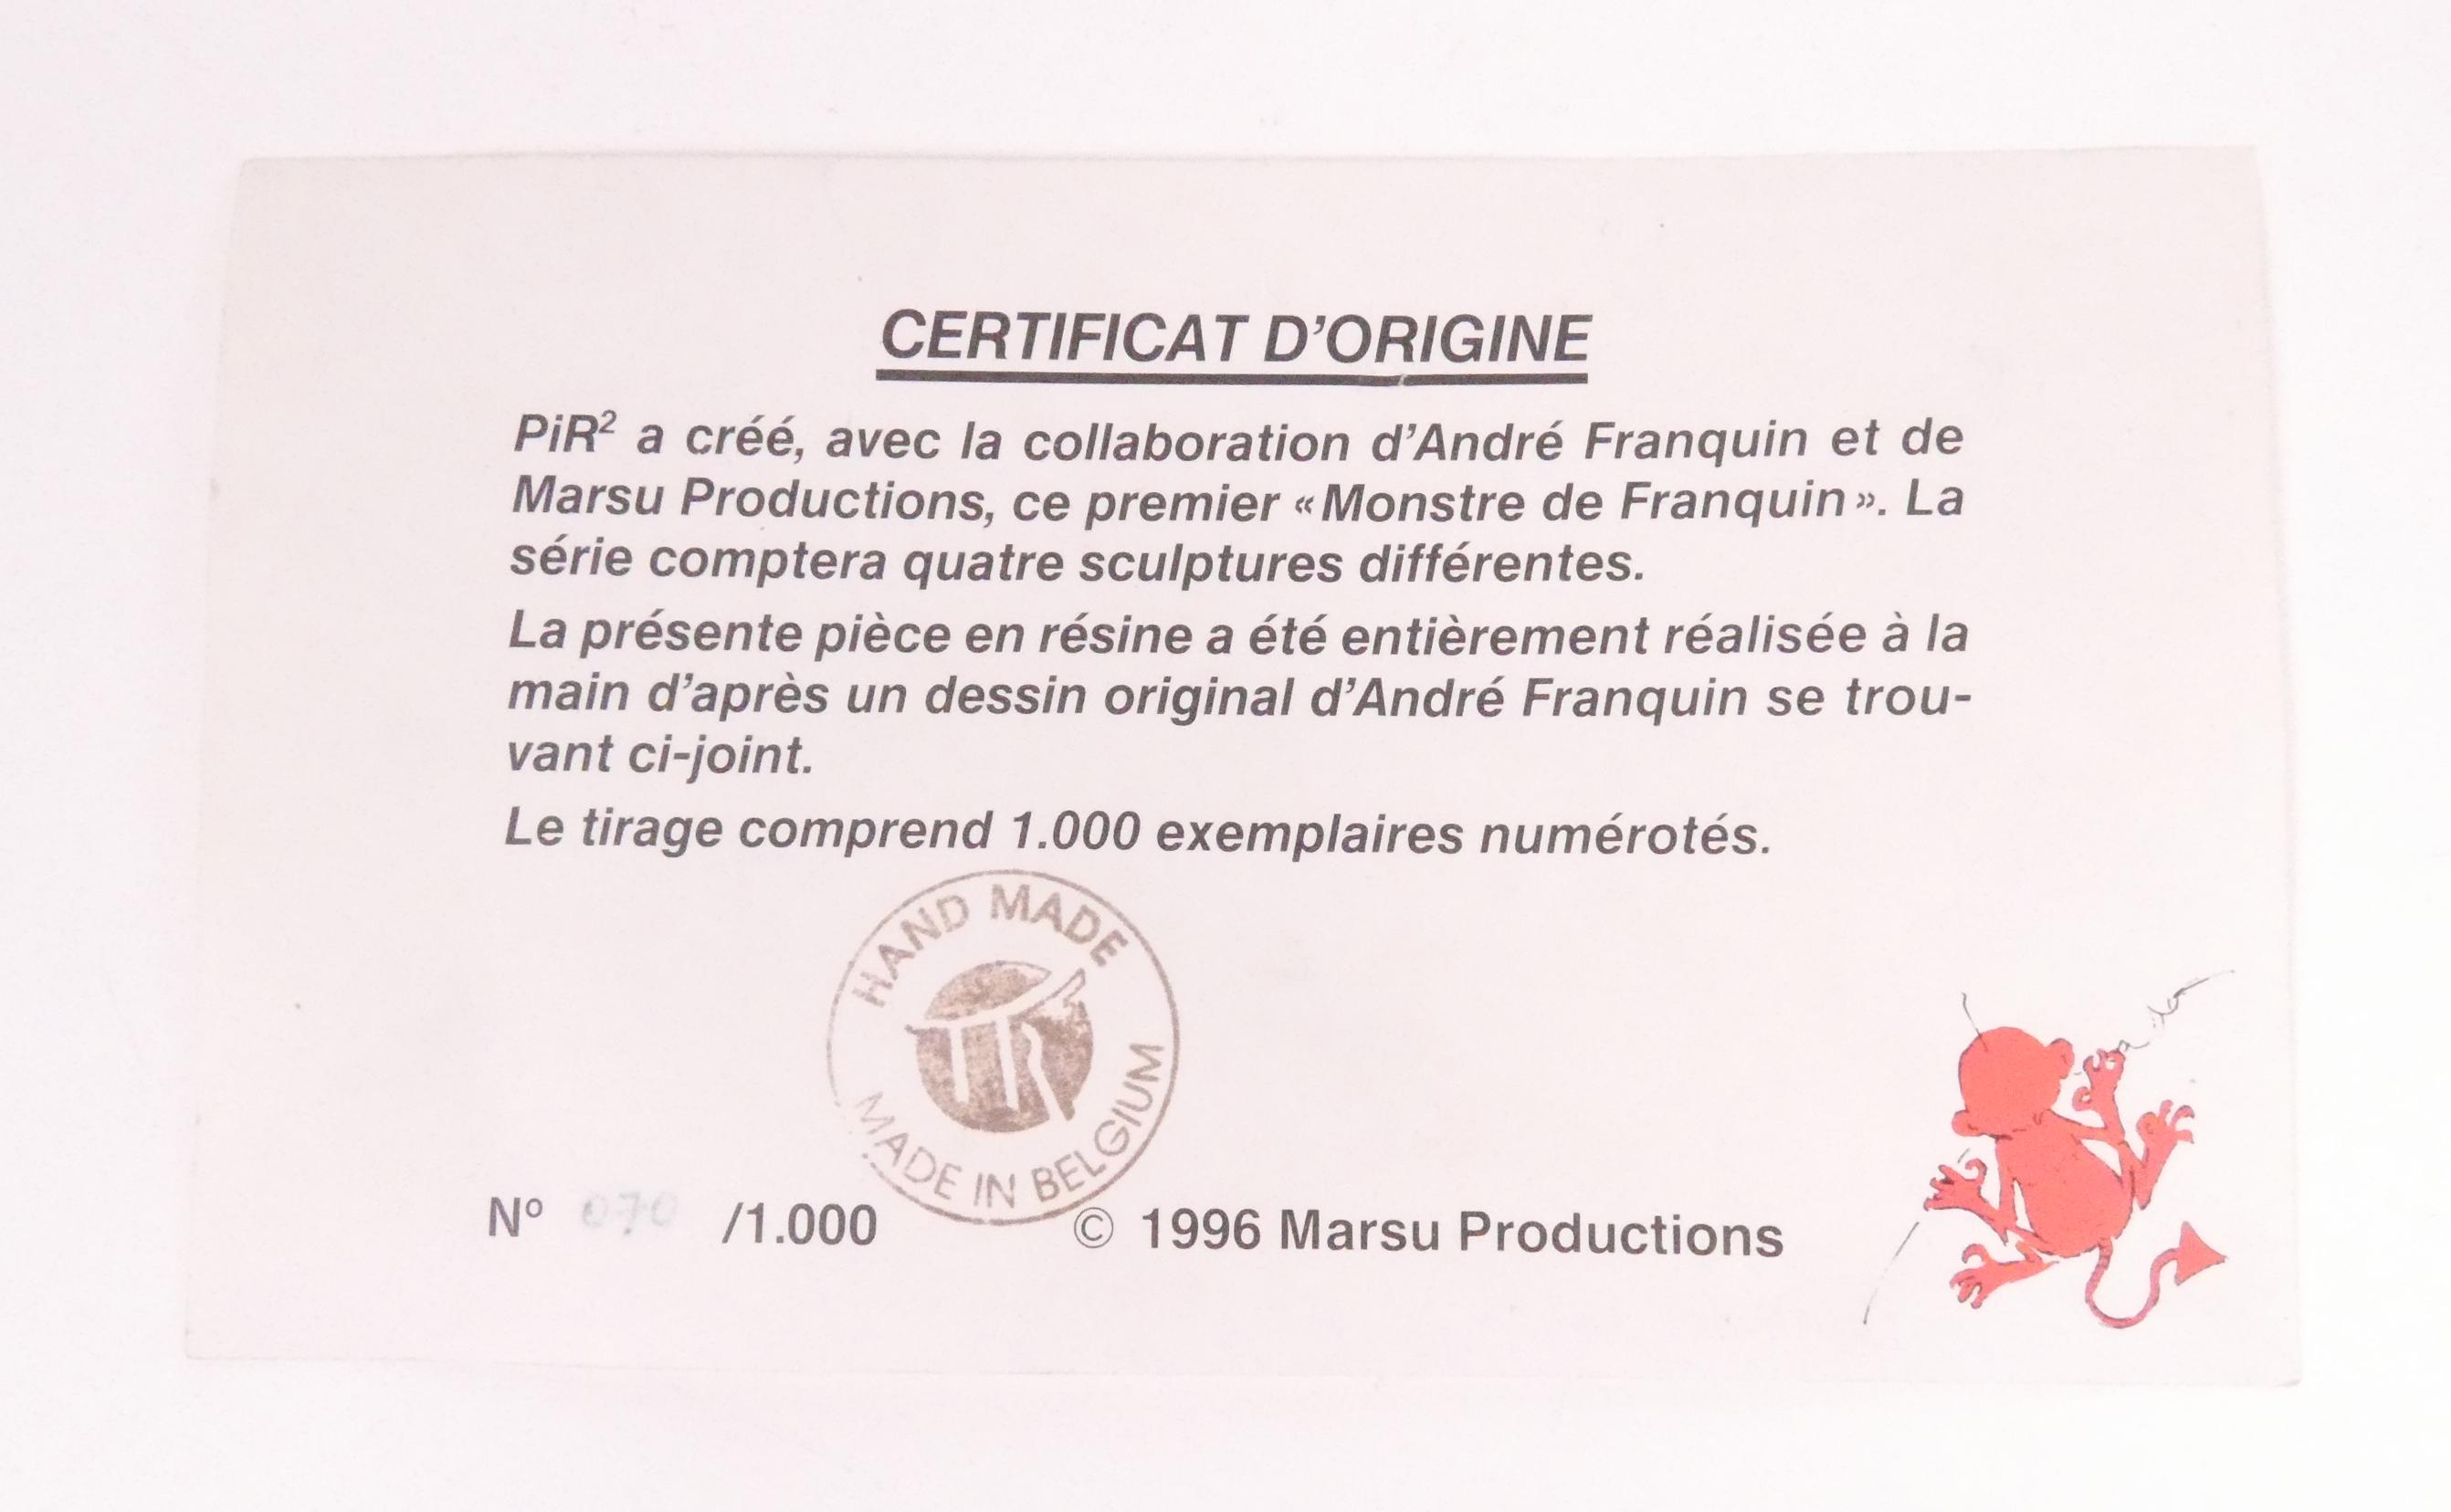 CERTIFICAT D'ORIGINE
PiR² a créé, avec la collaboration d'André Franquin et de
Marsu Productions, ce premier «Monstre de Franquin». La
série comptera quatre sculptures différentes.
La présente pièce en résine a été entièrement réalisée à la
main d'après un dessin original d'André Franquin se trou-
vant ci-joint.
Le tirage comprend 1.000 exemplaires numérotés.
HAND MADE
MADE IN BELGIUM
N° 070 /1.000 © 1996 Marsu Productions